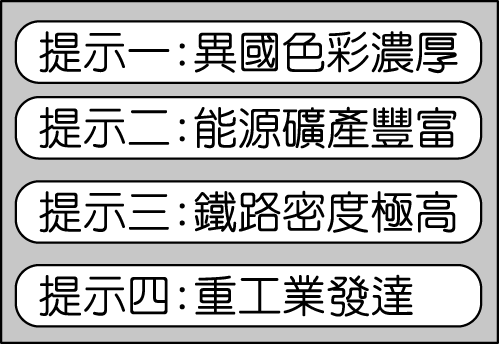 提示一：異國色彩濃厚
提示二：能源礦產豐富
提示三：鐵路密度極高
提示四：重工業發達